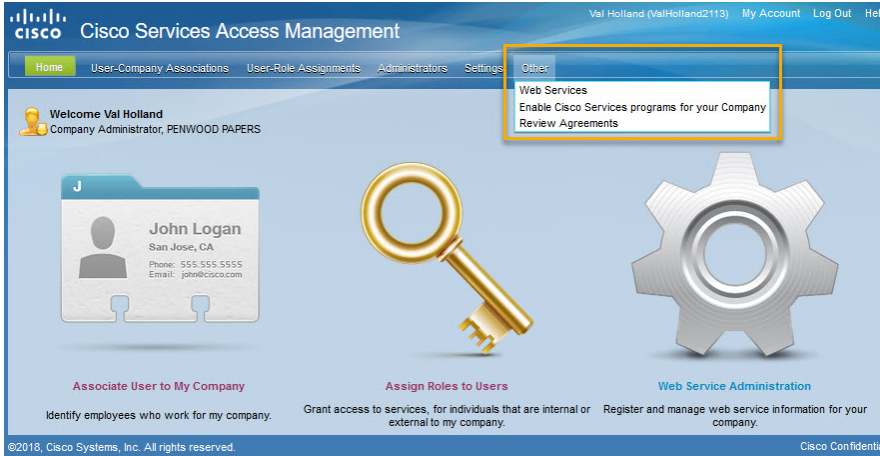 Val Holland (ValHolland2113) My Account Log Out Hel
CISCO Cisco Services Access Management
Home User-Company Associations User-Role Assignments Administrators Settings Other
Web Services
Enable Cisco Services programs for your Company
Review Agreements
Welcome Val Holland
Company Administrator, PENWOOD PAPERS
J
John Logan
San Jose, CA
Phone: 555.555.5555
Email: john@cisco.com
Associate User to My Company
Identify employees who work for my company.
Assign Roles to Users
Grant access to services, for individuals that are internal or
external to my company.
Web Service Administration
Register and manage web service information for your
company.
©2018, Cisco Systems, Inc. All rights reserved. Cisco Confidentia